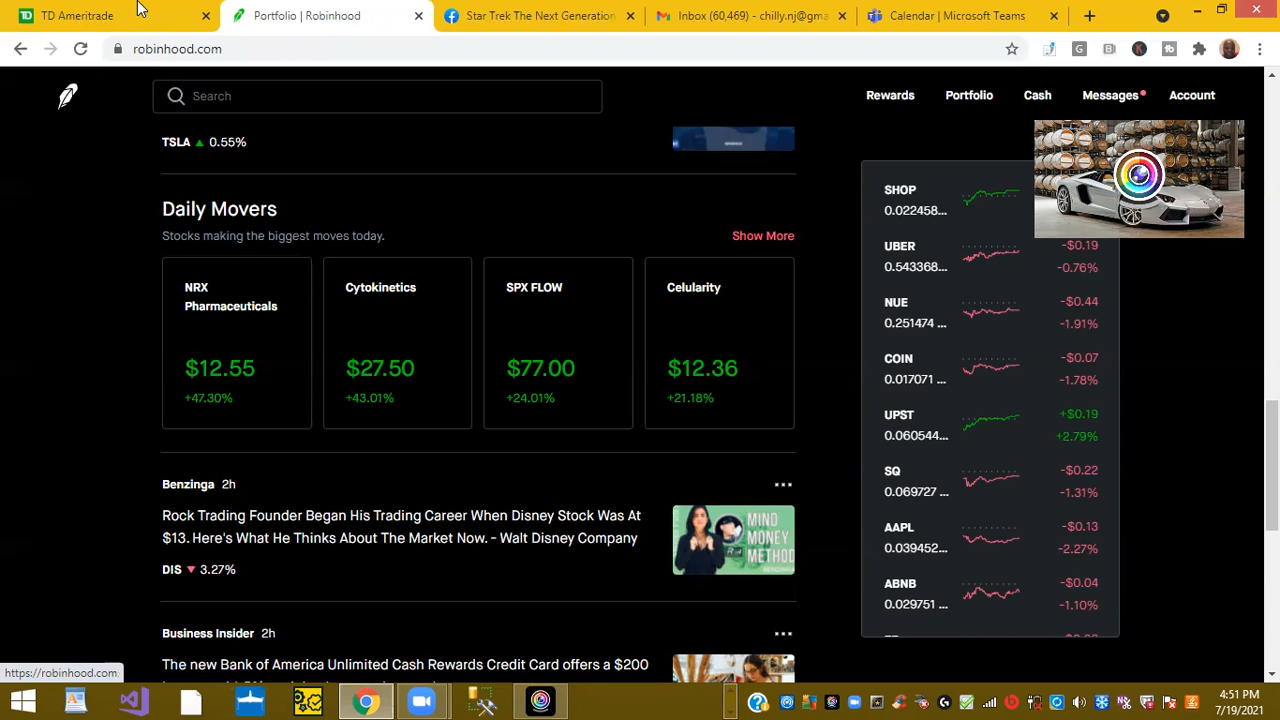 TD Ameritrade
Portfolio | Robinhood
Star Trek The Next Generation
Inbox (60,469) - chilly.nj@gma
Calendar | Microsoft Teams
robinhood.com
Search
Rewards
Portfolio
Cash
Messages
Account
TSLA 0.55%
Daily Movers
Stocks making the biggest moves today.
Show More
NRX
Pharmaceuticals
$12.55
+47.30%
Cytokinetics
$27.50
+43.01%
SPX FLOW
$77.00
+24.01%
Celularity
$12.36
+21.18%
Benzinga 2h
Rock Trading Founder Began His Trading Career When Disney Stock Was At
$13. Here's What He Thinks About The Market Now. - Walt Disney Company
DIS 3.27%
MIND
MONEY
METHOD
Business Insider 2h
The new Bank of America Unlimited Cash Rewards Credit Card offers a $200
SHOP
0.022458...
UBER
0.543368...
-$0.19
-0.76%
NUE
0.251474 ...
-$0.44
-1.91%
COIN
0.017071 ...
-$0.07
-1.78%
UPST
0.060544...
+$0.19
+2.79%
SQ
0.069727 ...
-$0.22
-1.31%
AAPL
0.039452...
-$0.13
-2.27%
ABNB
0.029751 ...
-$0.04
-1.10%
https://robinhood.com
4:51 PM
7/19/2021